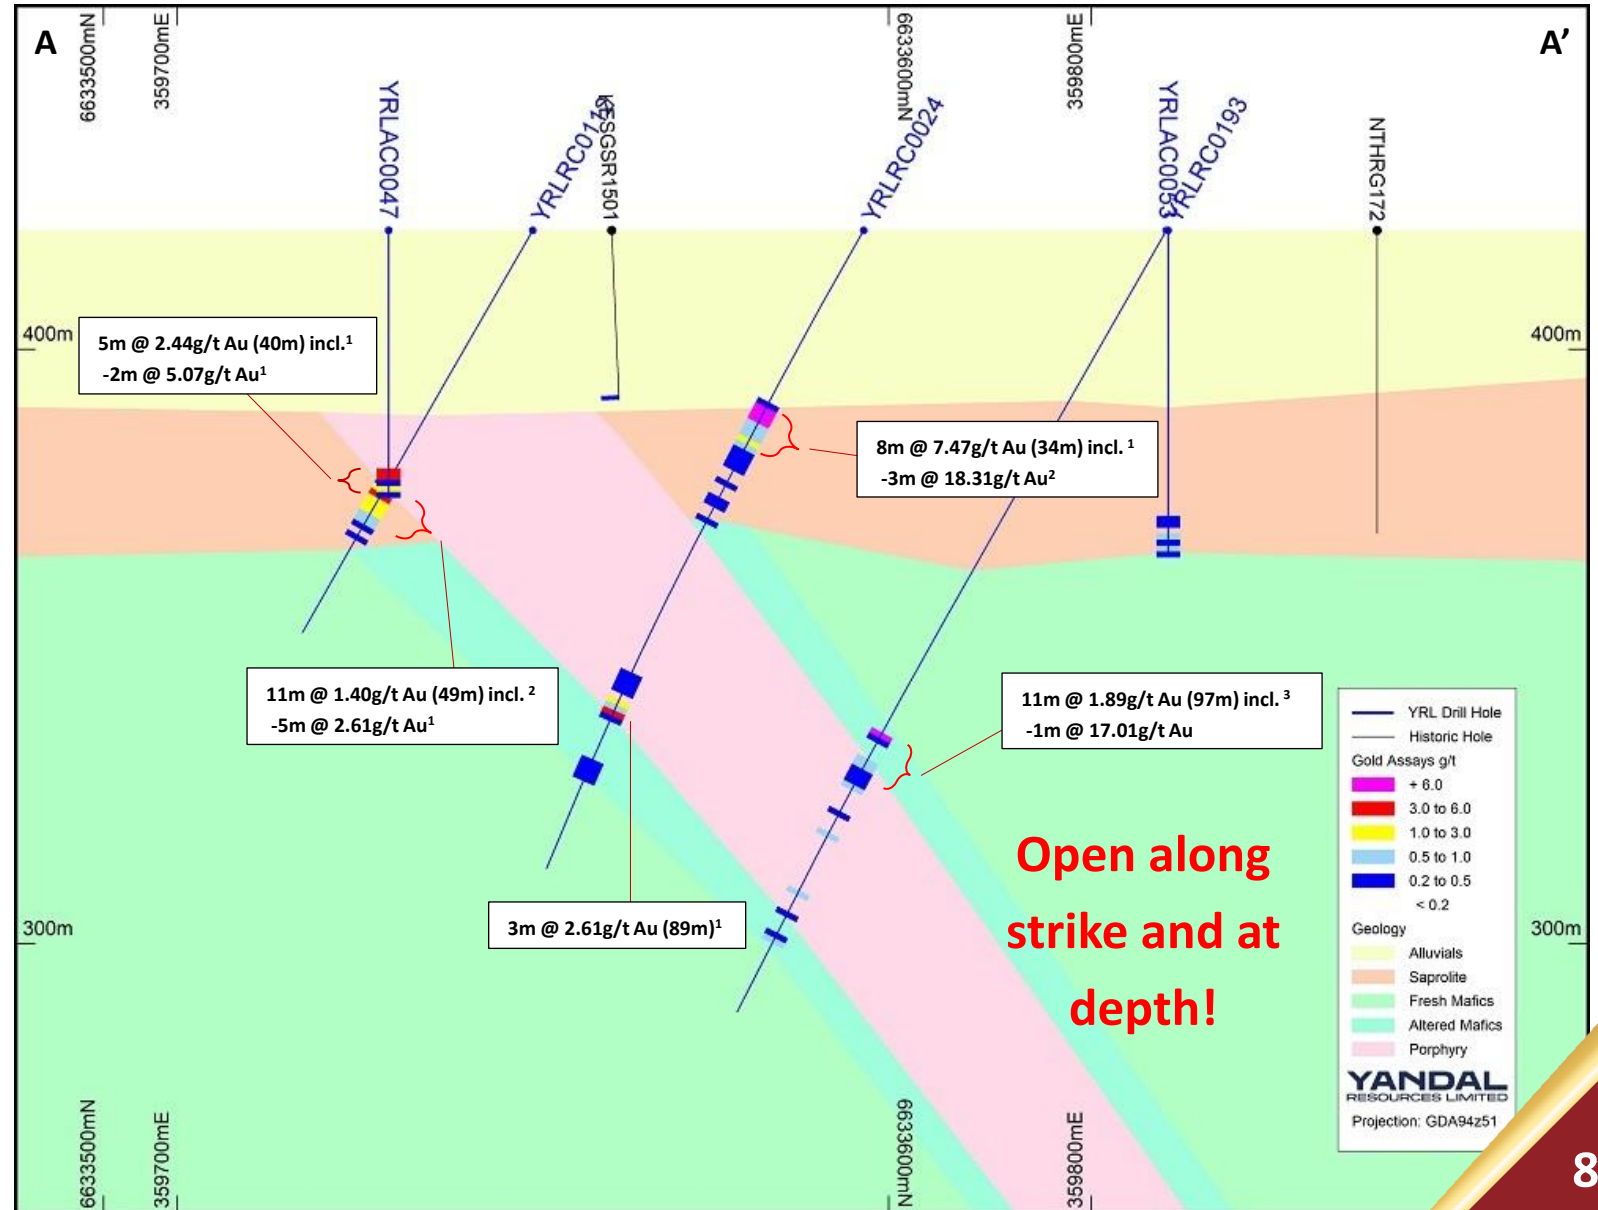 A
6633500mN
359700mE
6633600mN
359800mE
A’
YRLAC0047
KFSGSR1501
YRLRC0024
YRLAC0053
YRLRC0193
NTHRG172
400m
400m
5m @ 2.44g/t Au (40m) incl.1
-2m @ 5.07g/t Au1
8m @ 7.47g/t Au (34m) incl. 1
-3m @ 18.31g/t Au2
11m @ 1.40g/t Au (49m) incl. 2
-5m @ 2.61g/t Au1
11m @ 1.89g/t Au (97m) incl. 3
-1m @ 17.01g/t Au
3m @ 2.61g/t Au (89m)1
Open along
strike and at
depth!
300m
300m
YRL Drill Hole
Historic Hole
Gold Assays g/t
+ 6.0
3.0 to 6.0
1.0 to 3.0
0.5 to 1.0
0.2 to 0.5
< 0.2
Geology
Alluvials
Saprolite
Fresh Mafics
Altered Mafics
Porphyry
YANDAL
RESOURCES LIMITED
Projection: GDA94z51
6633500mN
359700mE
6633600mN
359800mE
8